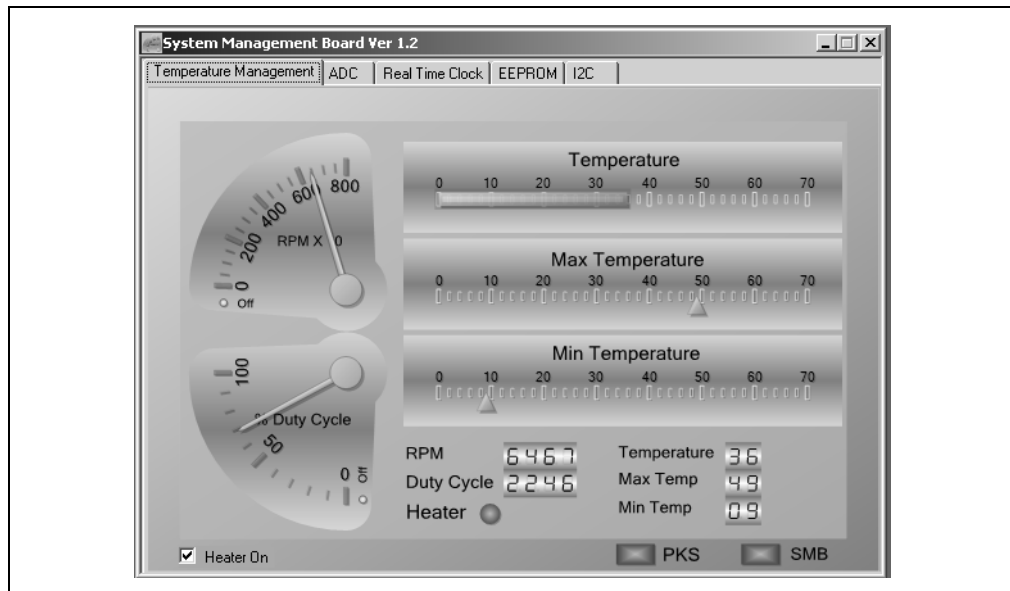 System Management Board Ver 1.2
Temperature Management ADC Real Time Clock EEPROM I2C
Temperature
0 10 20 30 40 50 60 70
Max Temperature
0 10 20 30 40 50 60 70
Min Temperature
0 10 20 30 40 50 60 70
800
600
400
200
0
Off
RPM X 0
100
50
0
Off
% Duty Cycle
RPM 6467
Duty Cycle 2246
Heater
Temperature 36
Max Temp 49
Min Temp 09
Heater On
PKS SMB